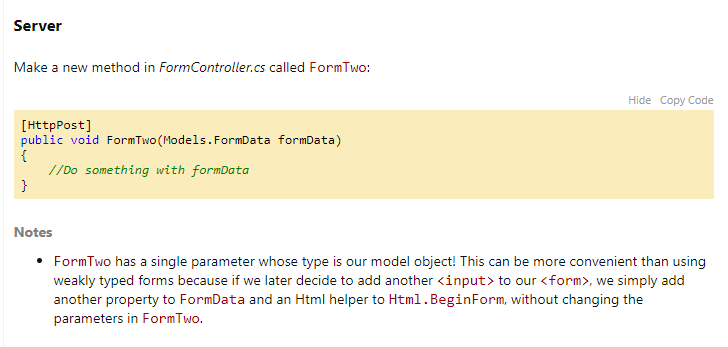 Server
Make a new method in FormController.cs called FormTwo:
Hide Copy Code
[HttpPost]
public void FormTwo(Models.FormData formData)
{
    //Do something with formData
}
Notes
• FormTwo has a single parameter whose type is our model object! This can be more convenient than using
weakly typed forms because if we later decide to add another <input> to our <form>, we simply add
another property to FormData and an Html helper to Html.BeginForm, without changing the
parameters in FormTwo.